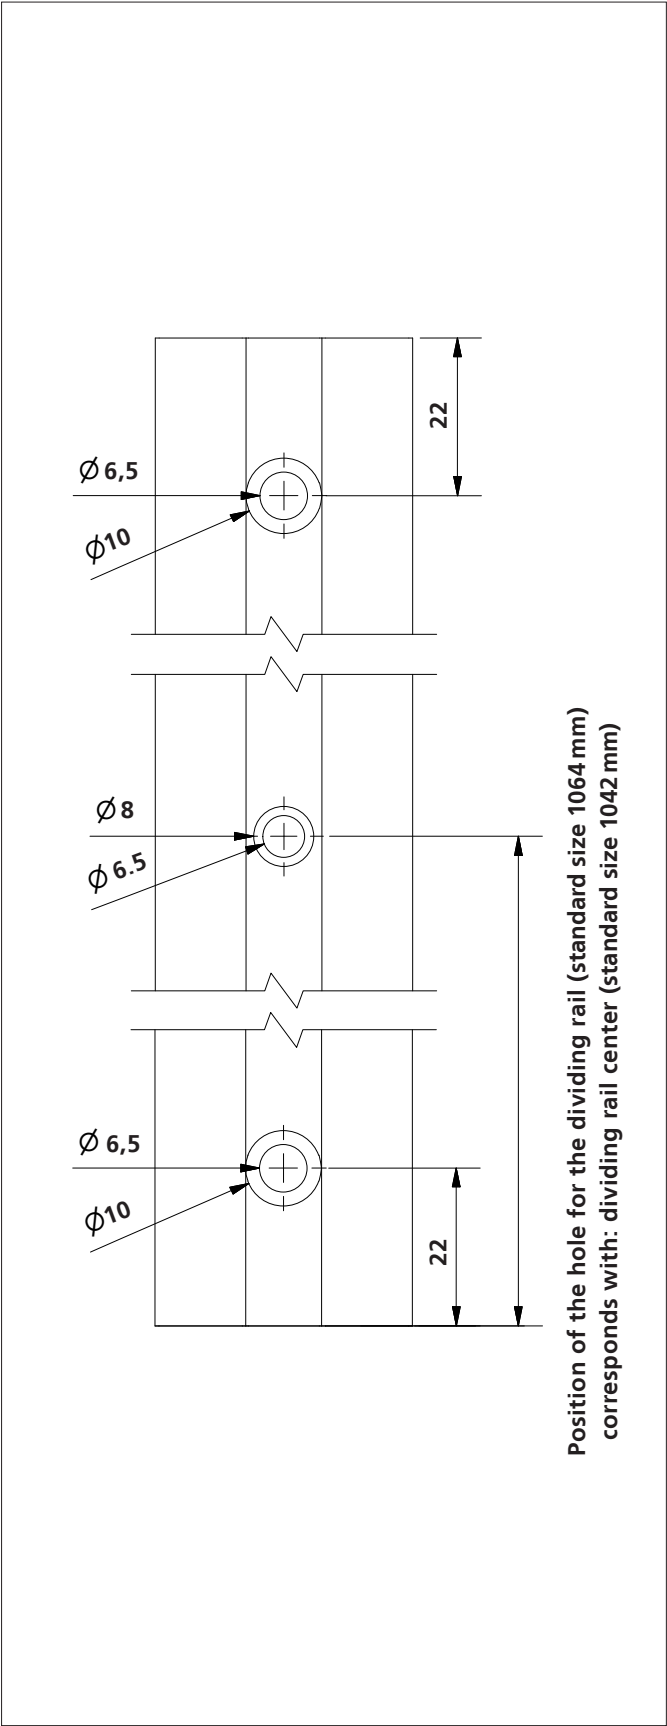 22
Ø 6,5
Ø10
Ø 8
Ø 6.5
Ø 6,5
Ø10
22
Position of the hole for the dividing rail (standard size 1064 mm)
corresponds with: dividing rail center (standard size 1042 mm)